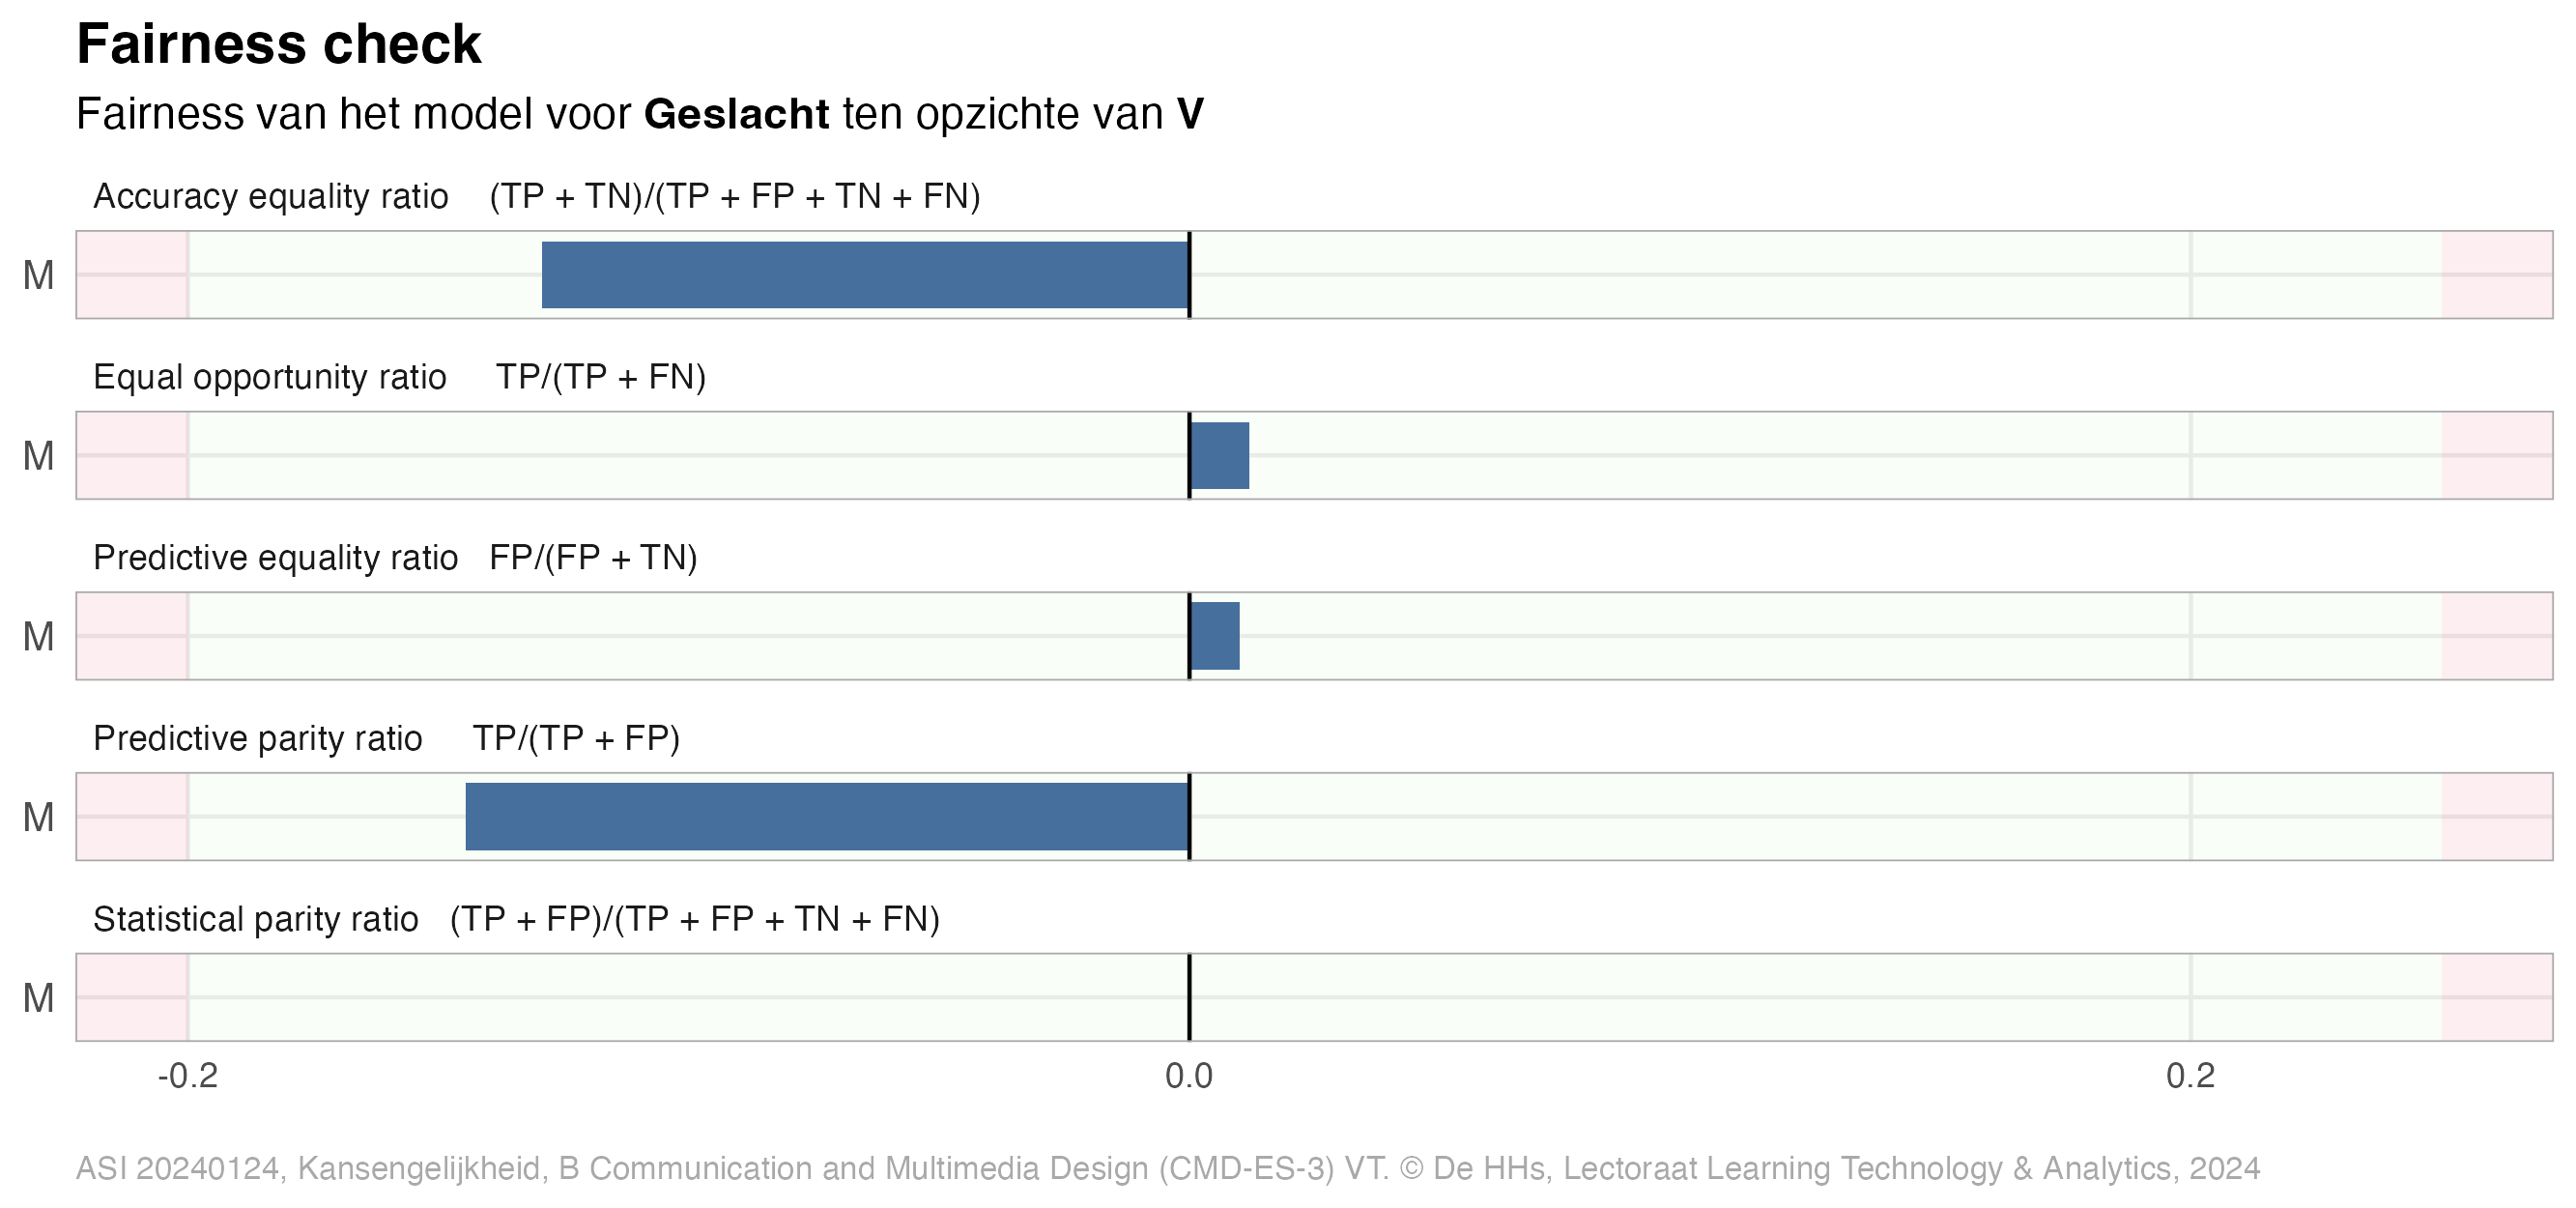 Fairness check
Fairness van het model voor Geslacht ten opzichte van V
Accuracy equality ratio (TP + TN)/(TP + FP + TN + FN)
M
Equal opportunity ratio TP/(TP + FN)
M
Predictive equality ratio FP/(FP + TN)
M
Predictive parity ratio TP/(TP + FP)
M
Statistical parity ratio (TP + FP)/(TP + FP + TN + FN)
M
-0.2 0.0 0.2
ASI 20240124, Kansengelijkheid, B Communication and Multimedia Design (CMD-ES-3) VT. © De HHs, Lectoraat Learning Technology & Analytics, 2024